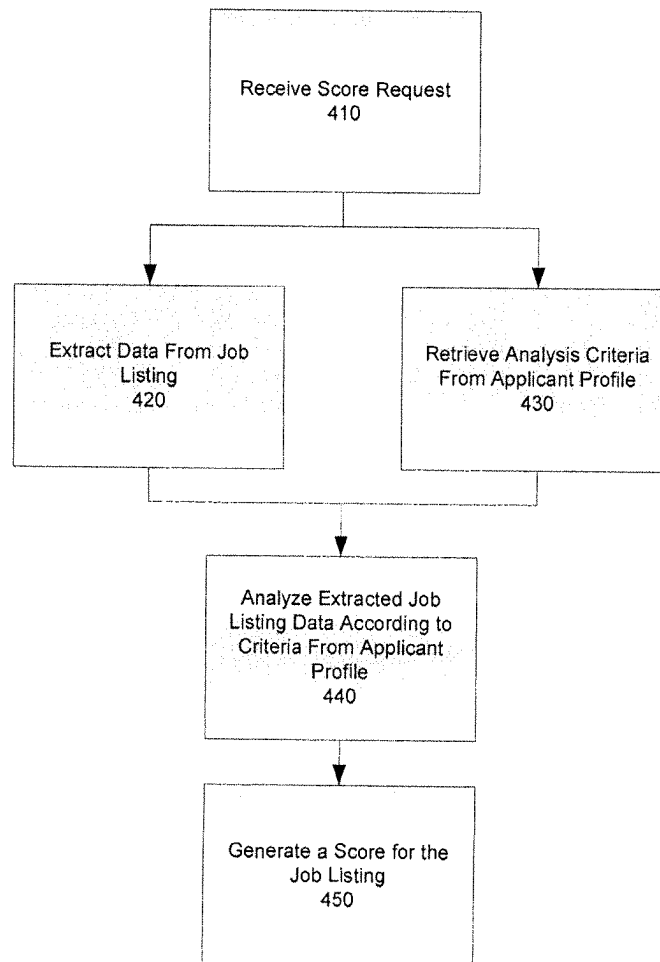 Receive Score Request
410
Extract Data From Job
Listing
420
Retrieve Analysis Criteria
From Applicant Profile
430
Analyze Extracted Job
Listing Data According to
Criteria From Applicant
Profile
440
Generate a Score for the
Job Listing
450